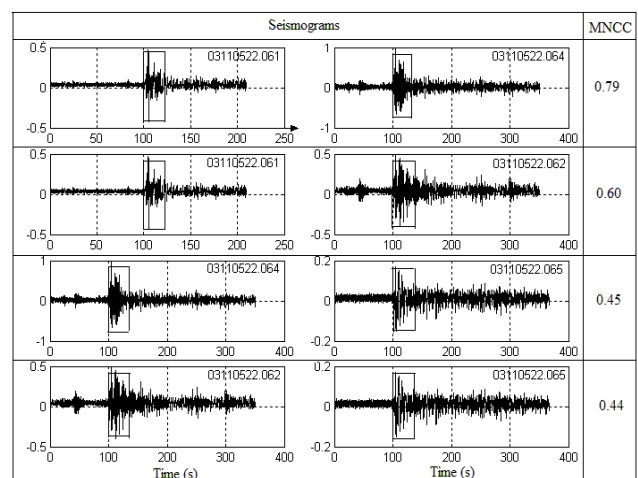 Seismograms MNCC
0.5 03110522.061 1 03110522.064
0 0 0.79
-0.5 -1
0 50 100 150 200 250 0 100 200 300 400
0.5 03110522.061 0.5 03110522.062
0 0 0.60
-0.5 -0.5
0 50 100 150 200 250 0 100 200 300 400
1 03110522.064 0.2 03110522.065
0 0 0.45
-1 -0.2
0 100 200 300 400 0 100 200 300 400
0.5 03110522.062 0.2 03110522.065
0 0 0.44
-0.5 -0.2
0 100 200 300 400 0 100 200 300 400
Time (s) Time (s)